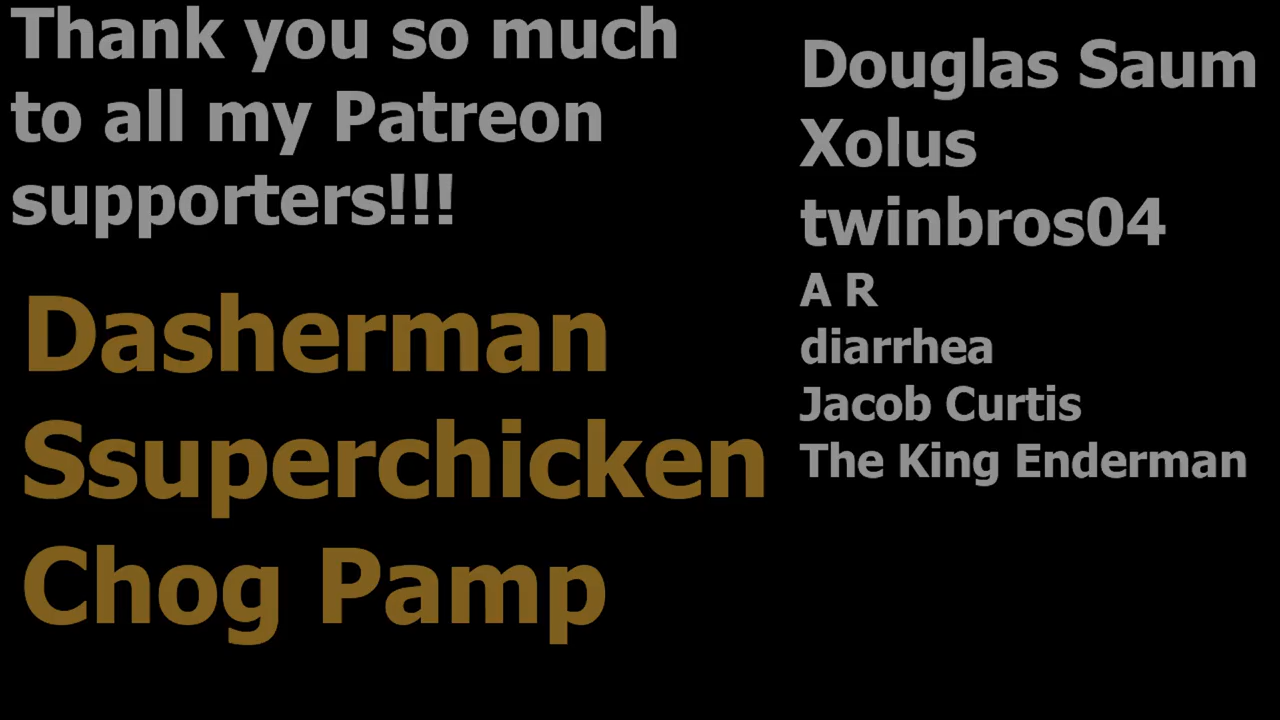 Thank you so much
to all my Patreon
supporters!!!
Dasherman
Ssuperchicken
Chog Pamp
Douglas Saum
Xolus
twinbros04
A R
diarrhea
Jacob Curtis
The King Enderman